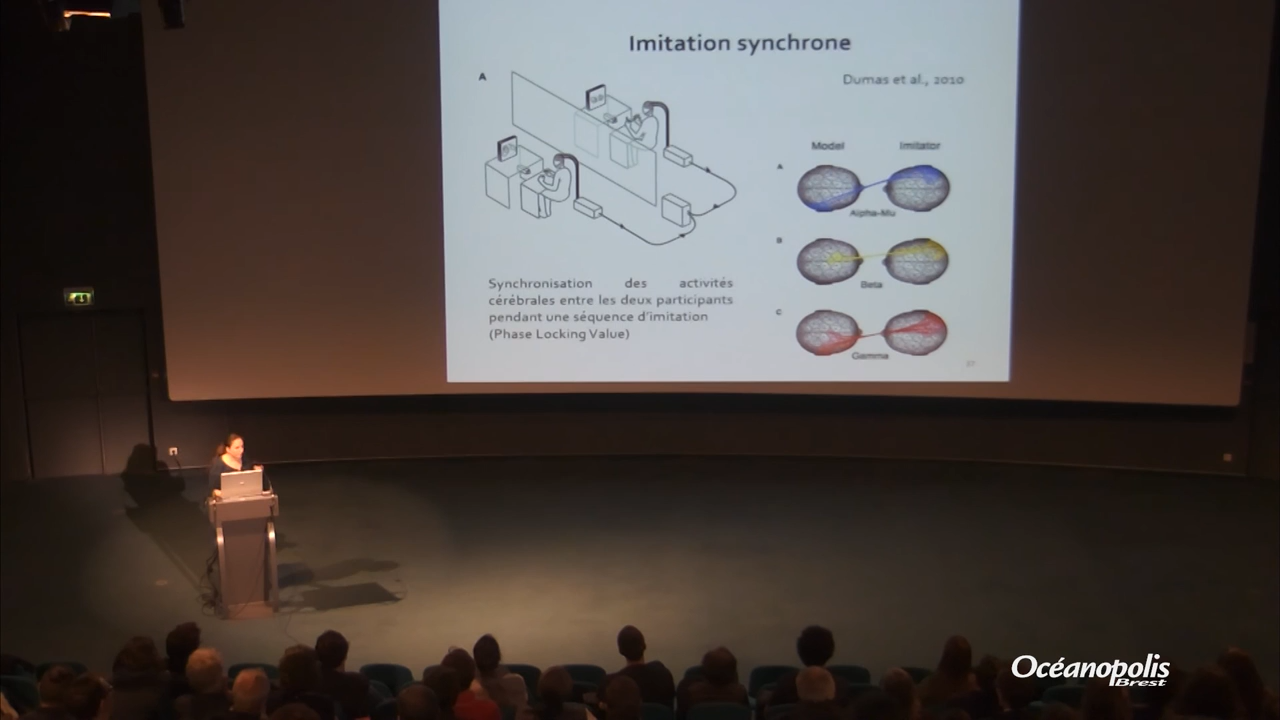 Imitation synchrone
Dumas et al., 2010
A
Model Imitator
A
Alpha-Mu
B
Beta
C
Gamma
Synchronisation des activités
cérébrales entre les deux participants
pendant une séquence d'imitation
(Phase Locking Value)
37
Océanopolis
Brest